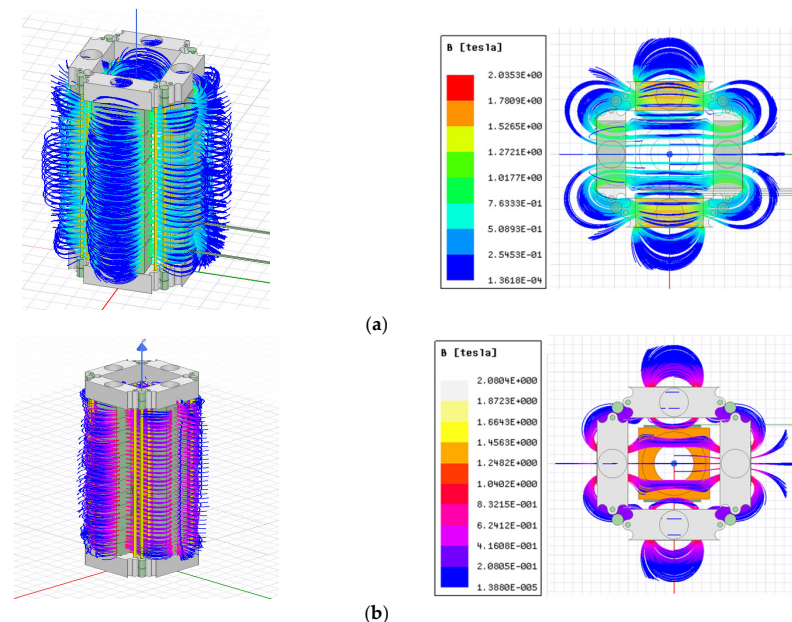 B [tesla]
2.0353E+00
1.7809E+00
1.5265E+00
1.2721E+00
1.0177E+00
7.6333E-01
5.0893E-01
2.5453E-01
1.3618E-04
(a)
B [tesla]
2.0804E+000
1.8723E+000
1.6643E+000
1.4563E+000
1.2482E+000
1.0402E+000
8.3215E-001
6.2412E-001
4.1608E-001
2.0805E-001
1.3880E-005
(b)